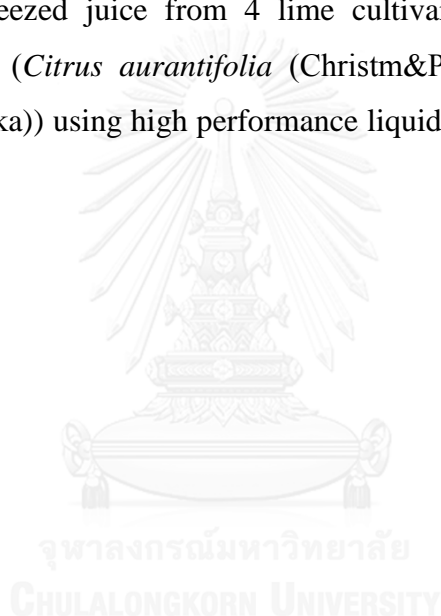 eezed juice from 4 lime cultivar
(Citrus aurantifolia (Christm&P
ka)) using high performance liquid
จุฬาลงกรณ์มหาวิทยาลัย
CHULALONGKORN UNIVERSITY